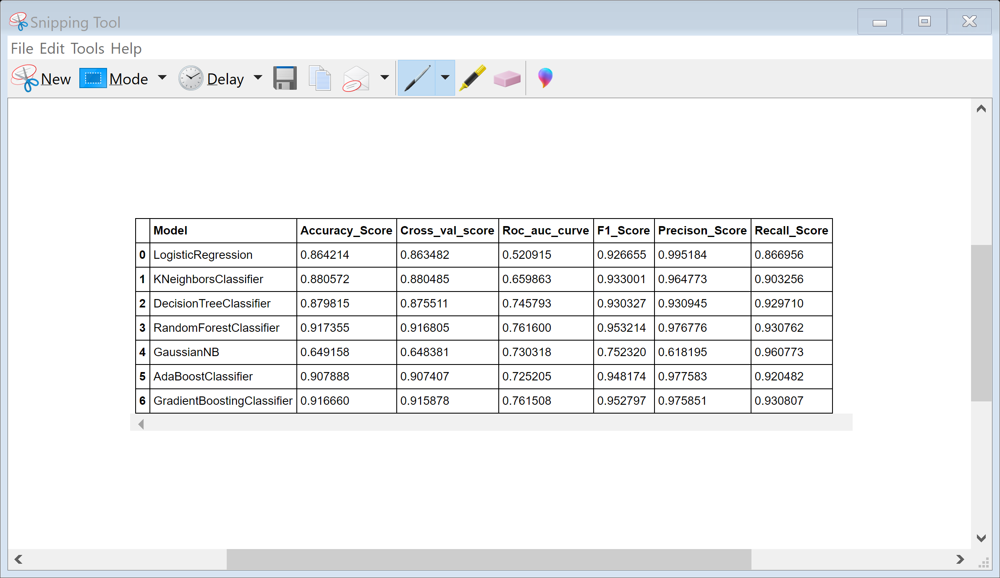 Snipping Tool
File Edit Tools Help
New Mode Delay
Model Accuracy_Score Cross_val_score Roc_auc_curve F1_Score Precison_Score Recall_Score
0 LogisticRegression 0.864214 0.863482 0.520915 0.926655 0.995184 0.866956
1 KNeighborsClassifier 0.880572 0.880485 0.659863 0.933001 0.964773 0.903256
2 DecisionTreeClassifier 0.879815 0.875511 0.745793 0.930327 0.930945 0.929710
3 RandomForestClassifier 0.917355 0.916805 0.761600 0.953214 0.976776 0.930762
4 GaussianNB 0.649158 0.648381 0.730318 0.752320 0.618195 0.960773
5 AdaBoostClassifier 0.907888 0.907407 0.725205 0.948174 0.977583 0.920482
6 GradientBoostingClassifier 0.916660 0.915878 0.761508 0.952797 0.975851 0.930807